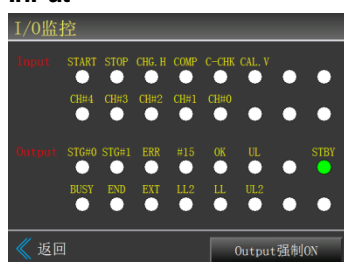 Input
I/O监控
Input START STOP CHG.H COMP C-CHK CAL.V
CH#4 CH#3 CH#2 CH#1 CH#0
Output STG#0 STG#1 ERR #15 OK UL STBY
BUSY END EXT LL2 LL UL2
返回 Output强制ON